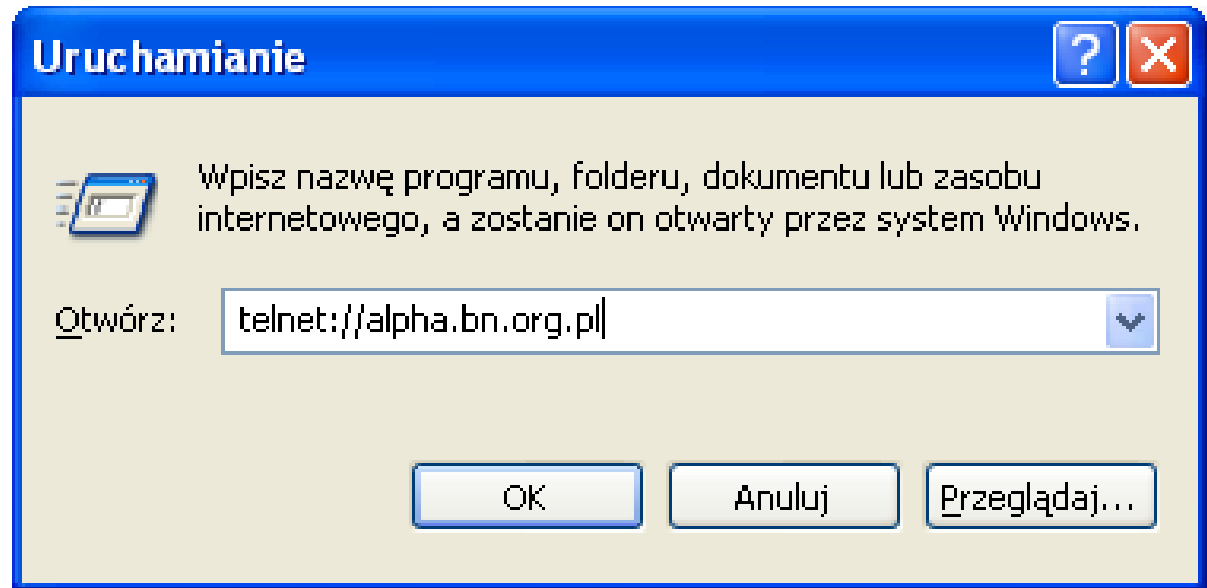 Uruchamianie
Wpisz nazwę programu, folderu, dokumentu lub zasobu
internetowego, a zostanie on otwarty przez system Windows.
Otwórz: telnet://alpha.bn.org.pl
OK Anuluj Przeglądaj...